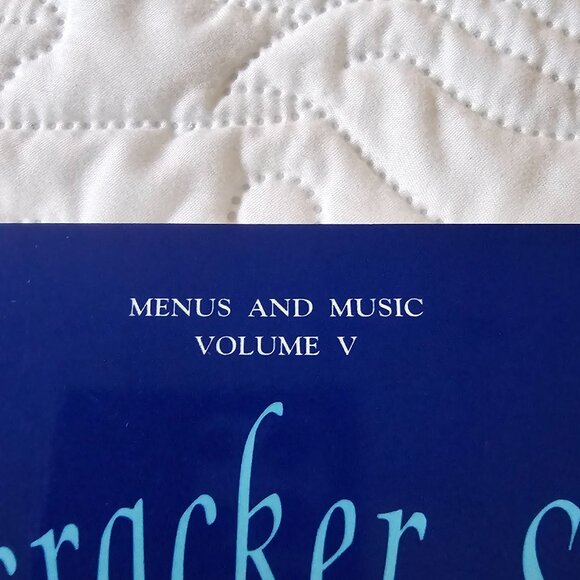 MENUS AND MUSIC
VOLUME V
cracker S